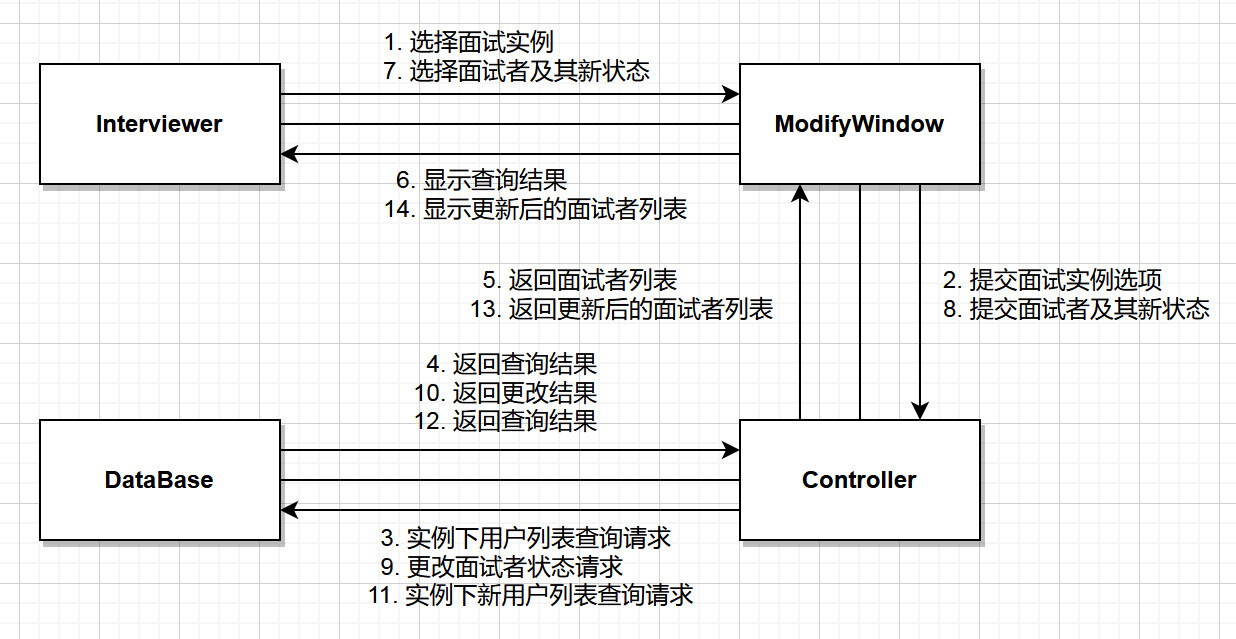 1. 选择面试实例
7. 选择面试者及其新状态
Interviewer
ModifyWindow
6. 显示查询结果
14. 显示更新后的面试者列表
5. 返回面试者列表
13. 返回更新后的面试者列表
2. 提交面试实例选项
8. 提交面试者及其新状态
4. 返回查询结果
10. 返回更改结果
12. 返回查询结果
DataBase
Controller
3. 实例下用户列表查询请求
9. 更改面试者状态请求
11. 实例下新用户列表查询请求